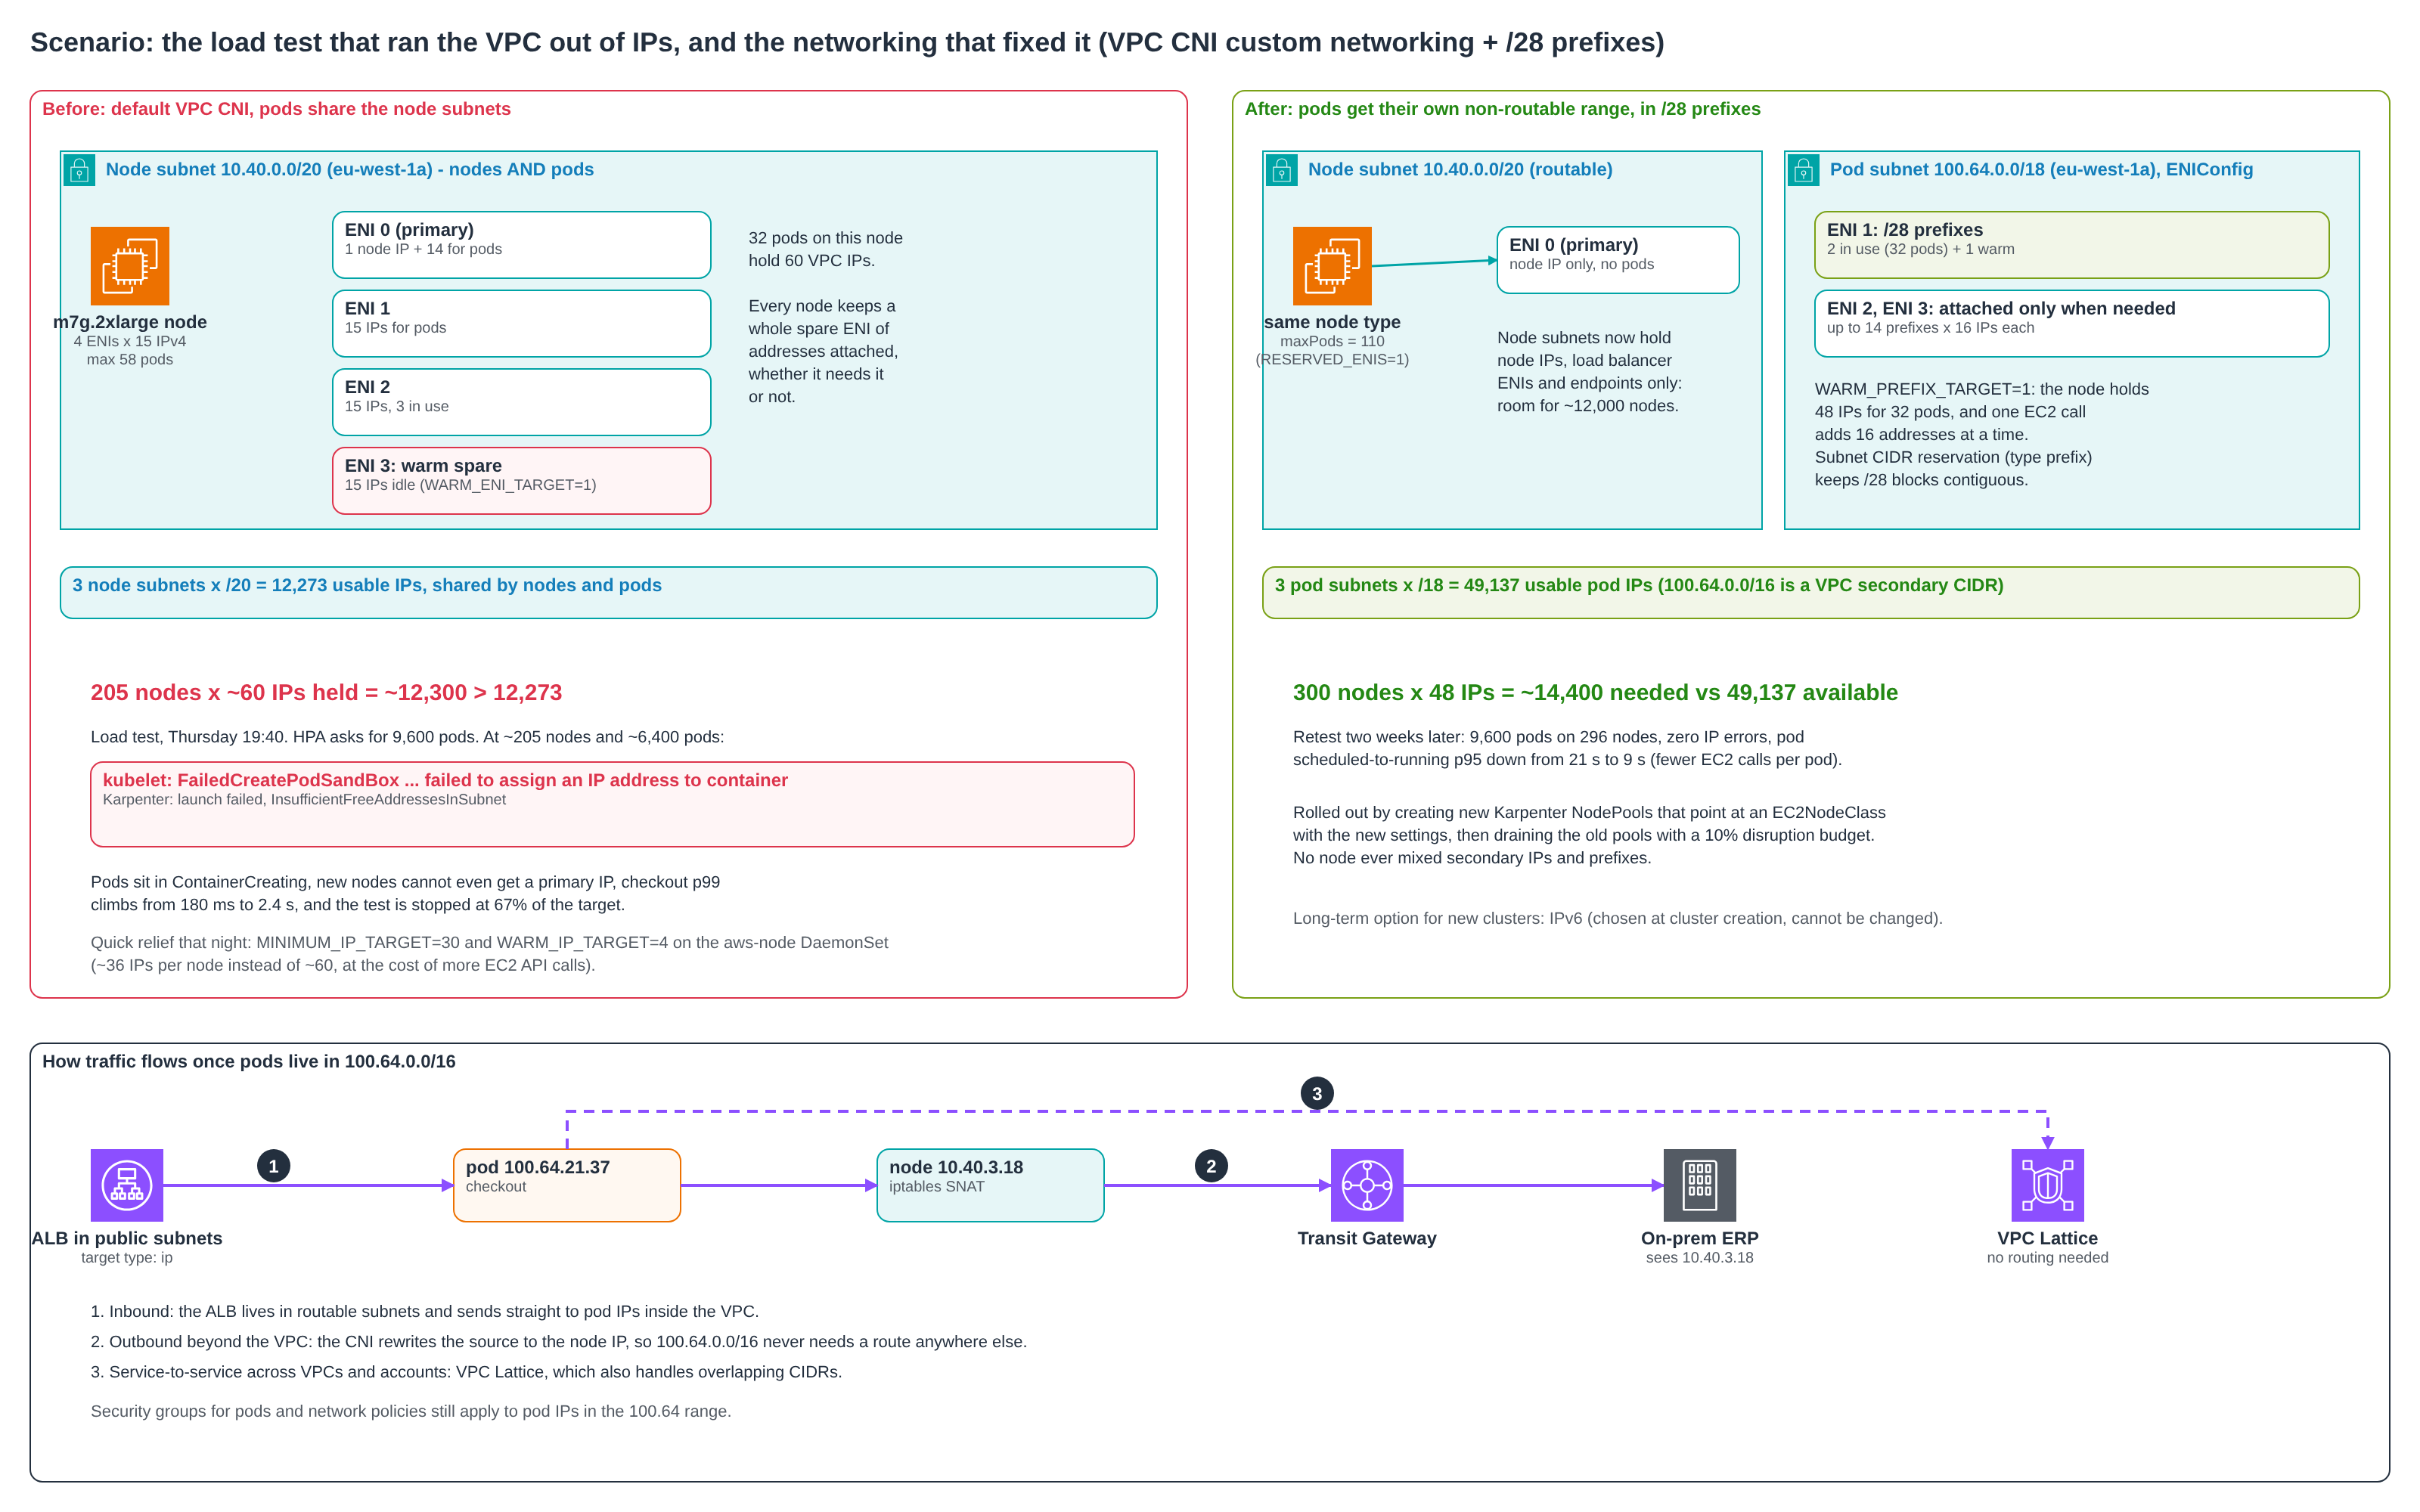 Scenario: the load test that ran the VPC out of IPs, and the networking that fixed it (VPC CNI custom networking + /28 prefixes)
Before: default VPC CNI, pods share the node subnets
Node subnet 10.40.0.0/20 (eu-west-1a) - nodes AND pods
m7g.2xlarge node
4 ENIs x 15 IPv4
max 58 pods
ENI 0 (primary)
1 node IP + 14 for pods
ENI 1
15 IPs for pods
ENI 2
15 IPs, 3 in use
ENI 3: warm spare
15 IPs idle (WARM_ENI_TARGET=1)
32 pods on this node
hold 60 VPC IPs.
Every node keeps a
whole spare ENI of
addresses attached,
whether it needs it
or not.
3 node subnets x /20 = 12,273 usable IPs, shared by nodes and pods
205 nodes x ~60 IPs held = ~12,300 > 12,273
Load test, Thursday 19:40. HPA asks for 9,600 pods. At ~205 nodes and ~6,400 pods:
kubelet: FailedCreatePodSandBox ... failed to assign an IP address to container
Karpenter: launch failed, InsufficientFreeAddressesInSubnet
Pods sit in ContainerCreating, new nodes cannot even get a primary IP, checkout p99
climbs from 180 ms to 2.4 s, and the test is stopped at 67% of the target.
Quick relief that night: MINIMUM_IP_TARGET=30 and WARM_IP_TARGET=4 on the aws-node DaemonSet
(~36 IPs per node instead of ~60, at the cost of more EC2 API calls).
After: pods get their own non-routable range, in /28 prefixes
Node subnet 10.40.0.0/20 (routable)
same node type
maxPods = 110
(RESERVED_ENIS=1)
ENI 0 (primary)
node IP only, no pods
Node subnets now hold
node IPs, load balancer
ENIs and endpoints only:
room for ~12,000 nodes.
Pod subnet 100.64.0.0/18 (eu-west-1a), ENIConfig
ENI 1: /28 prefixes
2 in use (32 pods) + 1 warm
ENI 2, ENI 3: attached only when needed
up to 14 prefixes x 16 IPs each
WARM_PREFIX_TARGET=1: the node holds
48 IPs for 32 pods, and one EC2 call
adds 16 addresses at a time.
Subnet CIDR reservation (type prefix)
keeps /28 blocks contiguous.
3 pod subnets x /18 = 49,137 usable pod IPs (100.64.0.0/16 is a VPC secondary CIDR)
300 nodes x 48 IPs = ~14,400 needed vs 49,137 available
Retest two weeks later: 9,600 pods on 296 nodes, zero IP errors, pod
scheduled-to-running p95 down from 21 s to 9 s (fewer EC2 calls per pod).
Rolled out by creating new Karpenter NodePools that point at an EC2NodeClass
with the new settings, then draining the old pools with a 10% disruption budget.
No node ever mixed secondary IPs and prefixes.
Long-term option for new clusters: IPv6 (chosen at cluster creation, cannot be changed).
How traffic flows once pods live in 100.64.0.0/16
3
1
2
pod 100.64.21.37
checkout
node 10.40.3.18
iptables SNAT
ALB in public subnets
target type: ip
Transit Gateway
On-prem ERP
sees 10.40.3.18
VPC Lattice
no routing needed
1. Inbound: the ALB lives in routable subnets and sends straight to pod IPs inside the VPC.
2. Outbound beyond the VPC: the CNI rewrites the source to the node IP, so 100.64.0.0/16 never needs a route anywhere else.
3. Service-to-service across VPCs and accounts: VPC Lattice, which also handles overlapping CIDRs.
Security groups for pods and network policies still apply to pod IPs in the 100.64 range.